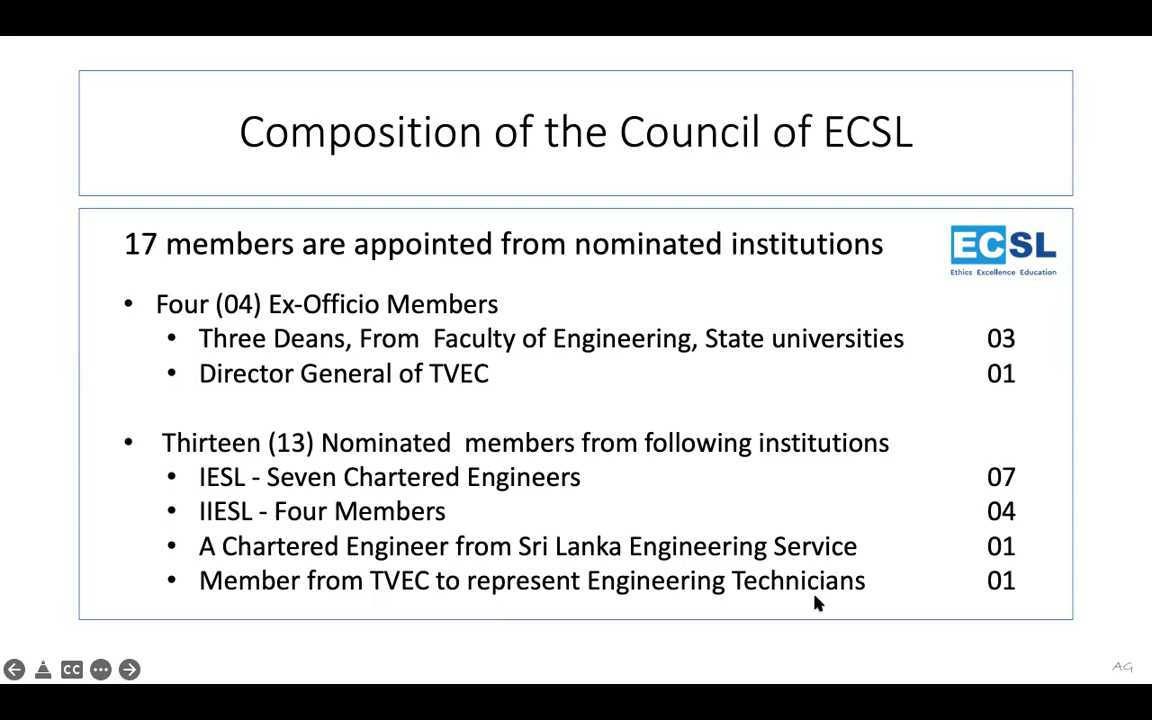 Composition of the Council of ECSL
17 members are appointed from nominated institutions
ECSL
Ethics Excellence Education
• Four (04) Ex-Officio Members
• Three Deans, From Faculty of Engineering, State universities 03
• Director General of TVEC 01
• Thirteen (13) Nominated members from following institutions
• IESL - Seven Chartered Engineers 07
• IIESL - Four Members 04
• A Chartered Engineer from Sri Lanka Engineering Service 01
• Member from TVEC to represent Engineering Technicians 01
CC
AG